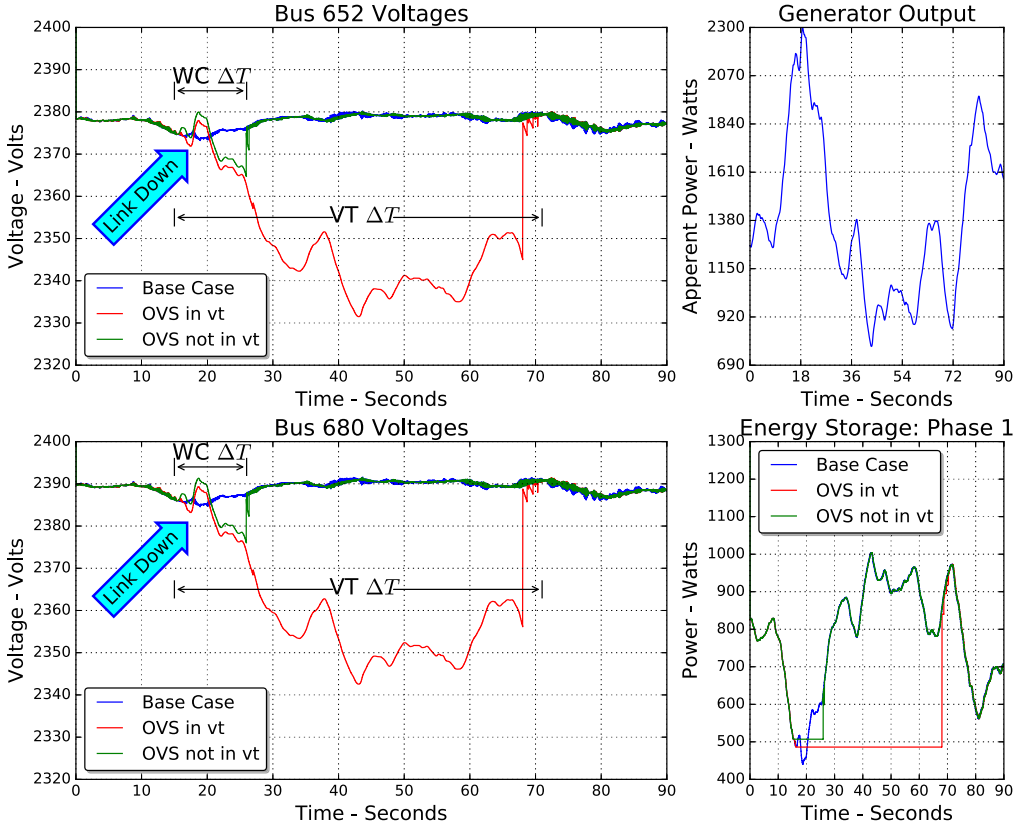 Bus 652 Voltages
2400
2390
2380
2370
2360
2350
2340
2330
2320
Voltage - Volts
WC ΔT
Link Down
VT ΔT
Base Case
OVS in vt
OVS not in vt
0 10 20 30 40 50 60 70 80 90
Time - Seconds
Generator Output
2300
2070
1840
1610
1380
1150
920
690
Apperent Power - Watts
0 18 36 54 72 90
Time - Seconds
Bus 680 Voltages
2400
2390
2380
2370
2360
2350
2340
2330
2320
Voltage - Volts
WC ΔT
Link Down
VT ΔT
Base Case
OVS in vt
OVS not in vt
0 10 20 30 40 50 60 70 80 90
Time - Seconds
Energy Storage: Phase 1
1300
1200
1100
1000
900
800
700
600
500
400
Power - Watts
Base Case
OVS in vt
OVS not in vt
0 10 20 30 40 50 60 70 80 90
Time - Seconds